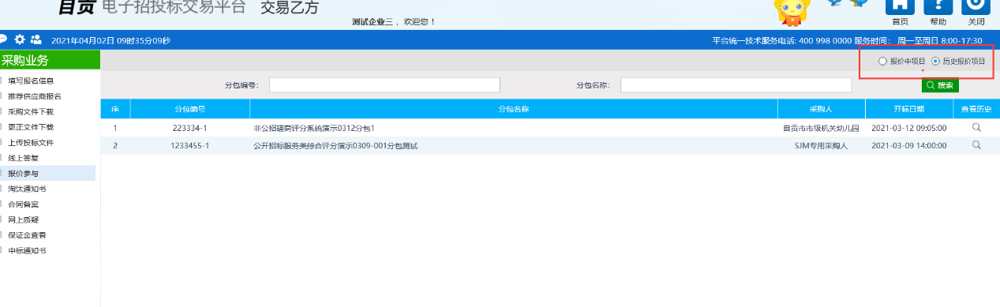 自贡 电子招投标交易平台 交易乙方
测试企业三 ，欢迎您！
首页 帮助 关闭
2021年04月02日 09时35分09秒 平台统一技术服务电话: 400 998 0000 服务时间： 周一至周日 8:00-17:30
采购业务
报价中项目 历史报价项目
填写报名信息
推荐供应商报名
采购文件下载
更正文件下载
上传投标文件
线上答复
报价参与
淘汰通知书
合同备案
网上质疑
保证金查看
中标通知书
分包编号： 分包名称： 搜索
序 分包编号 分包名称 采购人 开标日期 查看历史
1 223334-1 非公招磋商评分系统演示0312分包1 自贡市市级机关幼儿园 2021-03-12 09:05:00
2 1233455-1 公开招标服务类综合评分演示0309-001分包测试 SJM专用采购人 2021-03-09 14:00:00